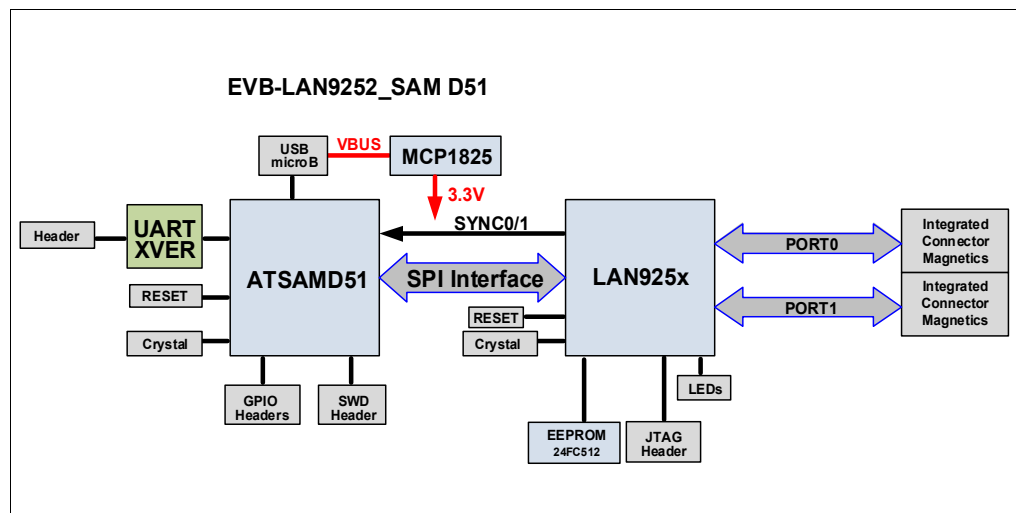 EVB-LAN9252_SAM D51
USB
microB
VBUS
MCP1825
3.3V
SYNC0/1
Header
UART
XVER
ATSAMD51
SPI Interface
LAN925x
PORT0
Integrated
Connector
Magnetics
PORT1
Integrated
Connector
Magnetics
RESET
Crystal
RESET
Crystal
GPIO
Headers
SWD
Header
LEDs
EEPROM
24FC512
JTAG
Header